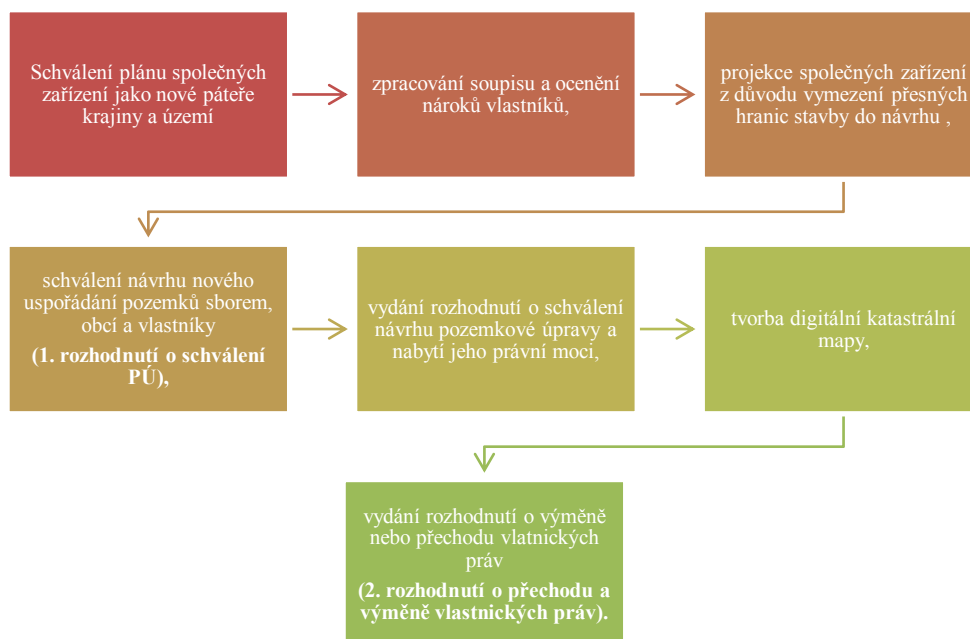 Schválení plánu společných
zařízení jako nové páteře
krajiny a území
zpracování soupisu a ocenění
nároků vlastníků,
projekce společných zařízení
z důvodu vymezení přesných
hranic stavby do návrhu ,
schválení návrhu nového
uspořádání pozemků sborem,
obcí a vlastníky
(1. rozhodnutí o schválení
PÚ),
vydání rozhodnutí o schválení
návrhu pozemkové úpravy a
nabytí jeho právní moci,
tvorba digitální katastrální
mapy,
vydání rozhodnutí o výměně
nebo přechodu vlatnických
práv
(2. rozhodnutí o přechodu a
výměně vlastnických práv).